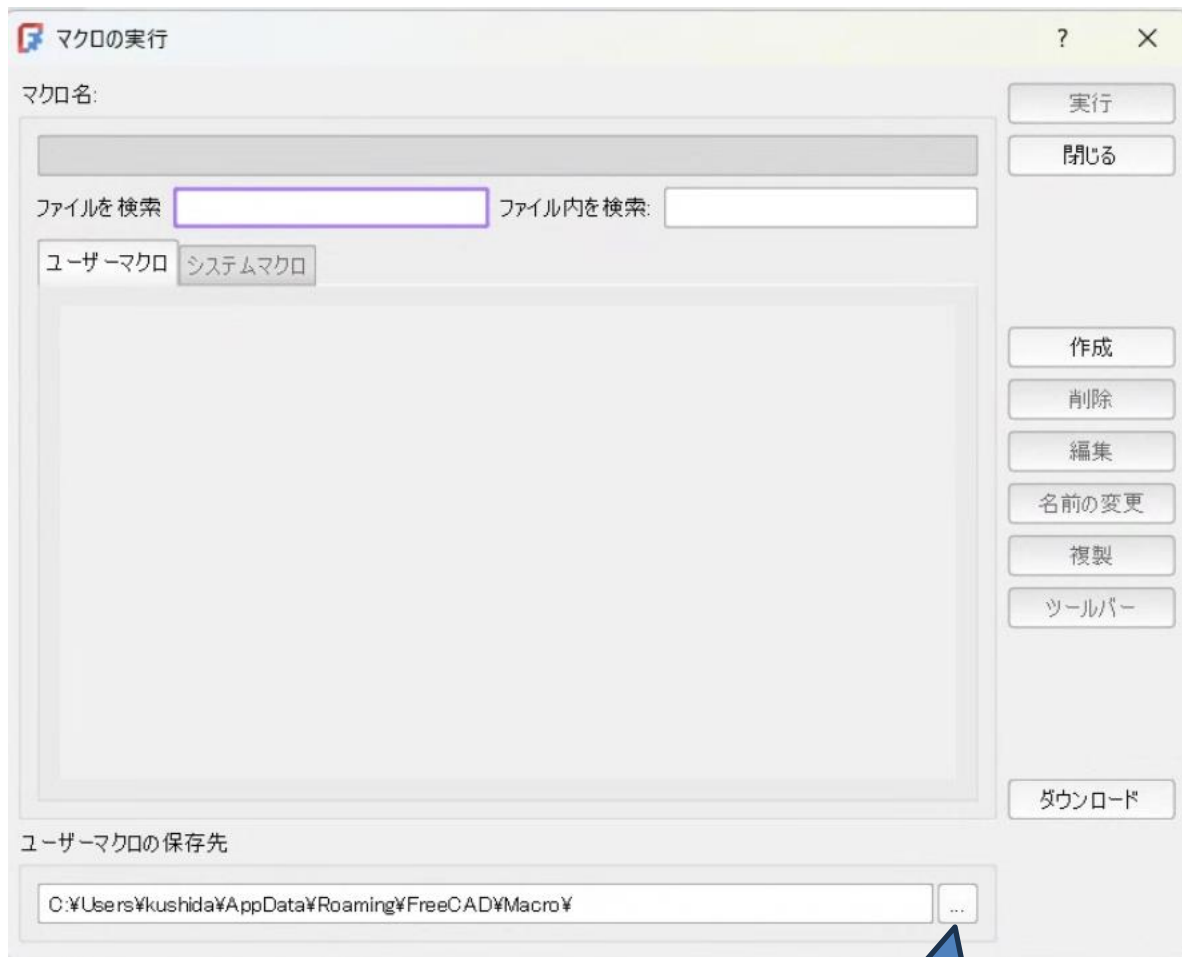 マクロの実行
?
マクロ名:
実行
閉じる
ファイルを検索
ファイル内を検索:
ユーザーマクロ
システムマクロ
作成
削除
編集
名前の変更
複製
ツールバー
ダウンロード
ユーザーマクロの保存先
C:¥Users¥kushida¥AppData¥Roaming¥FreeCAD¥Macro¥
...